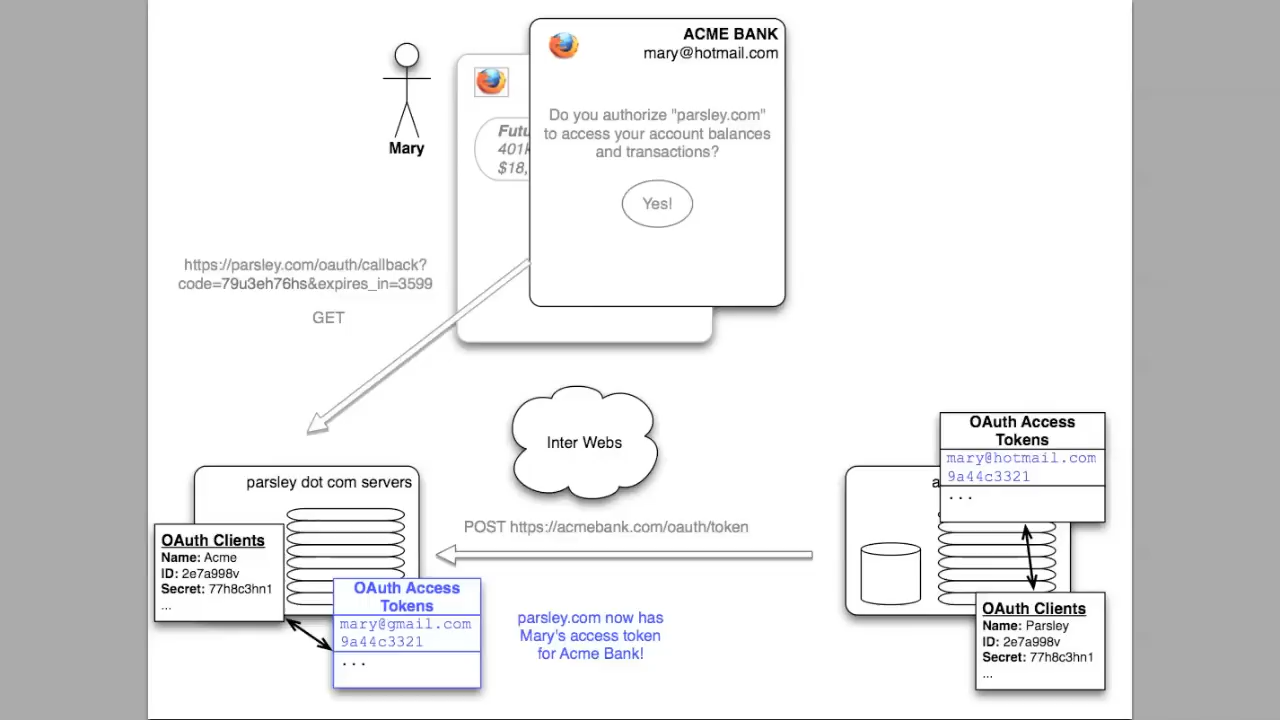 ACME BANK
mary@hotmail.com
Do you authorize "parsley.com"
to access your account balances
and transactions?
Yes!
Futu
401k
$18,
Mary
https://parsley.com/oauth/callback?
code=79u3eh76hs&expires_in=3599
GET
Inter Webs
parsley dot com servers
OAuth Clients
Name: Acme
ID: 2e7a998v
Secret: 77h8c3hn1
...
OAuth Access
Tokens
mary@gmail.com
9a44c3321
...
POST https://acmebank.com/oauth/token
parsley.com now has
Mary's access token
for Acme Bank!
OAuth Access
Tokens
mary@hotmail.com
9a44c3321
...
OAuth Clients
Name: Parsley
ID: 2e7a998v
Secret: 77h8c3hn1
...